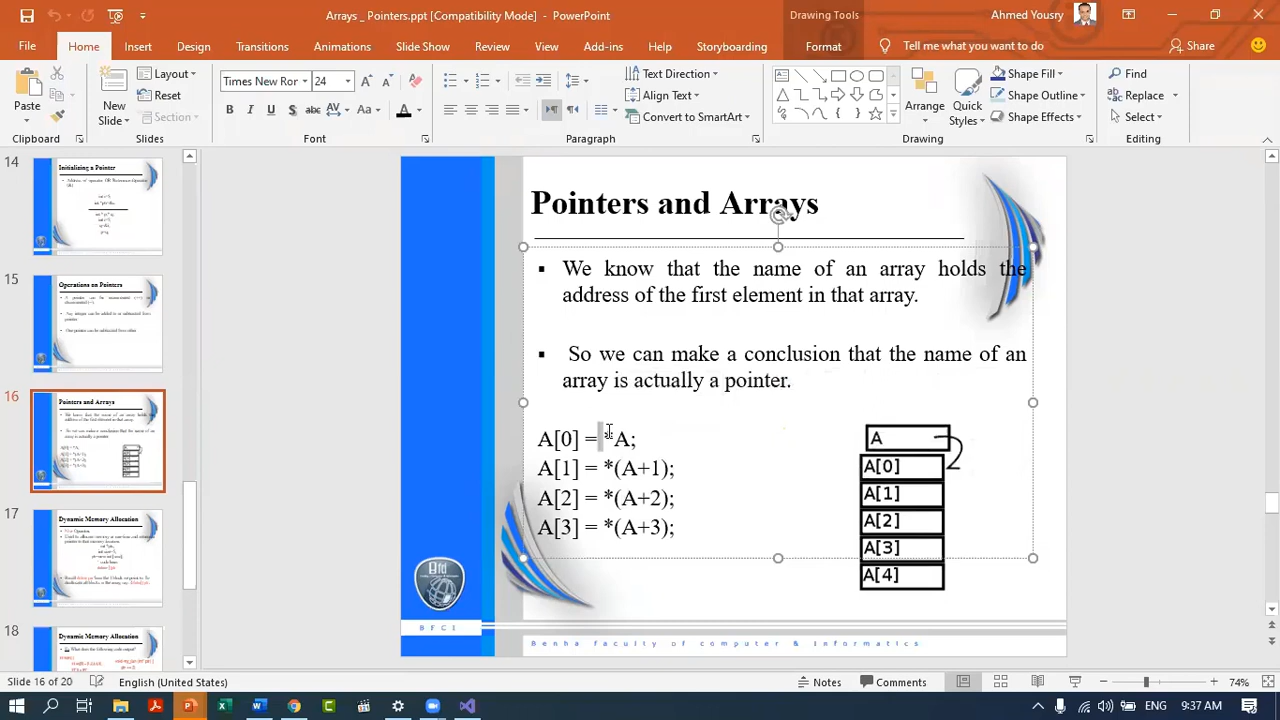 Arrays _ Pointers.ppt [Compatibility Mode] - PowerPoint
Drawing Tools
Ahmed Yousry
File Home Insert Design Transitions Animations Slide Show Review View Add-ins Help Storyboarding Format Tell me what you want to do Share
Paste
Clipboard
New Slide
Layout
Reset
Section
Slides
Times New Ror 24
B I U S abc AV Aa A
Font
Text Direction
Align Text
Convert to SmartArt
Paragraph
Arrange
Quick Styles
Shape Fill
Shape Outline
Shape Effects
Drawing
Find
Replace
Select
Editing
14
Initializing a Pointer
15
Operations on Pointers
16
Pointers and Arrays
17
Dynamic Memory Allocation
18
Dynamic Memory Allocation
Pointers and Arrays
▪ We know that the name of an array holds the
address of the first element in that array.
▪ So we can make a conclusion that the name of an
array is actually a pointer.
A[0] = *A;
A[1] = *(A+1);
A[2] = *(A+2);
A[3] = *(A+3);
A
A[0]
A[1]
A[2]
A[3]
A[4]
BFCI
Benha faculty of computer & Informatics
Slide 16 of 20 English (United States) Notes Comments 74%
9:37 AM